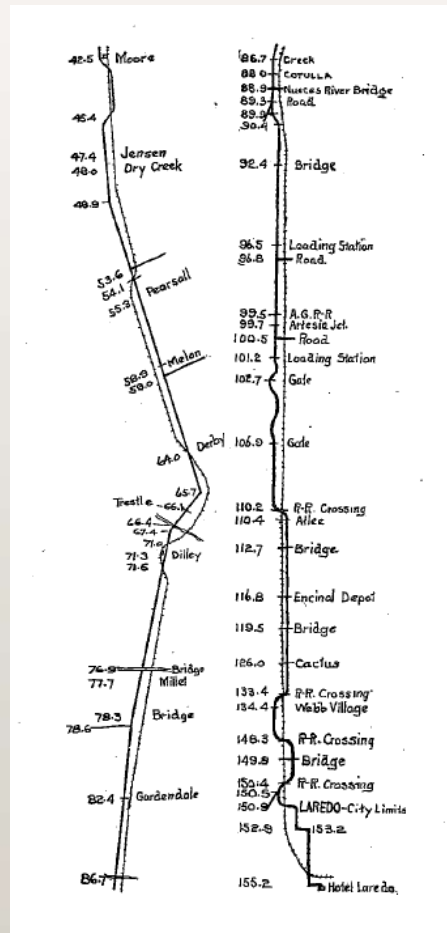 42.5 Moore
45.4
47.4 Jensen
48.0 Dry Creek
48.9
53.6
54.1 Pearsall
55.3
Melon
58.9
59.0
64.0 Derby
65.7
Trestle 66.1
66.4
67.4
71.0
71.3 Dilley
71.6
76.9 Bridge
77.7 Millet
78.3 Bridge
78.6
82.4 Gardendale
86.7
86.7 Creek
88.0 COTULLA
88.9 Nueces River Bridge
89.3 Road
89.9
90.4
92.4 Bridge
96.5 Loading Station
96.8 Road
99.5 A.G.R-R
99.7 Artesia Jct.
100.5 Road
101.2 Loading Station
102.7 Gate
106.9 Gate
110.2 R-R. Crossing
110.4 Atlee
112.7 Bridge
116.8 Encinal Depot
119.5 Bridge
126.0 Cactus
133.4 R-R. Crossing
134.4 Webb Village
148.3 R-R. Crossing
149.8 Bridge
150.4 R-R. Crossing
150.5
150.9 LAREDO-City Limits
152.9 153.2
155.2 Hotel Laredo.